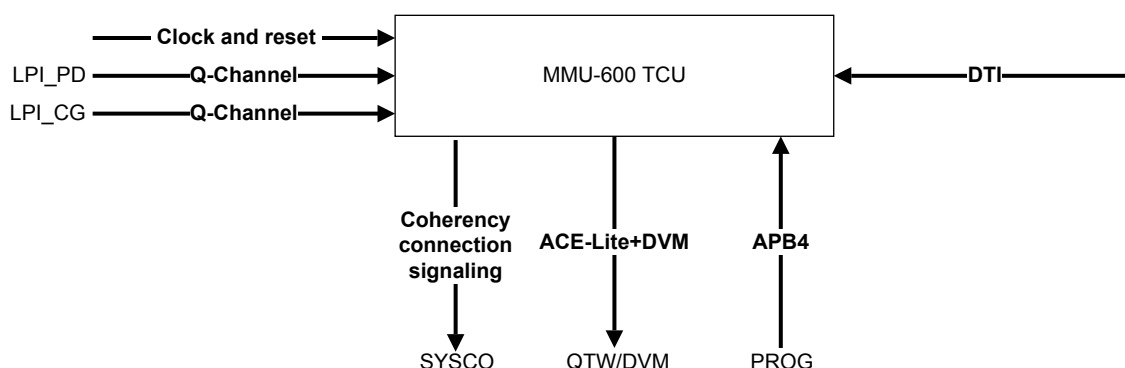 Clock and reset
LPI_PD
Q-Channel
MMU-600 TCU
DTI
LPI_CG
Q-Channel
Coherency
connection
signaling
ACE-Lite+DVM
APB4
SYSCO
QTW/DVM
PROG